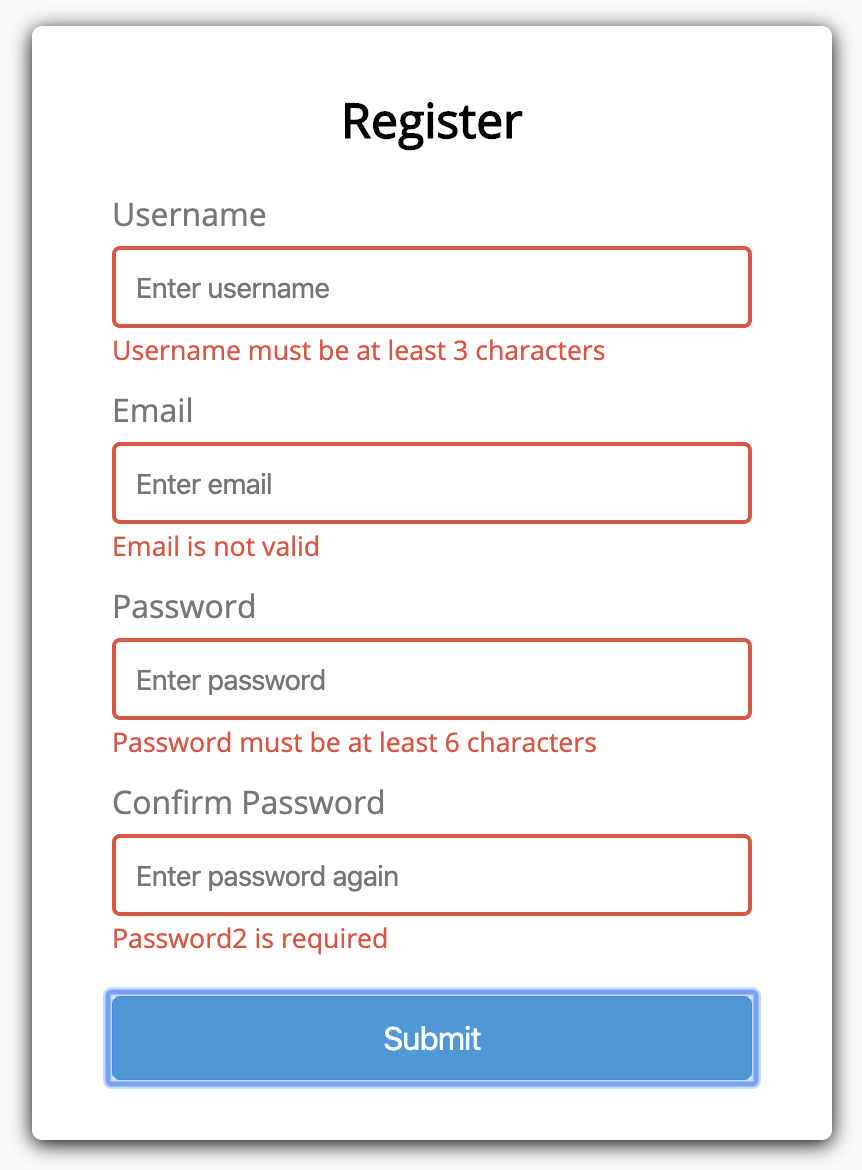 Register
Username
Enter username
Username must be at least 3 characters
Email
Enter email
Email is not valid
Password
Enter password
Password must be at least 6 characters
Confirm Password
Enter password again
Password2 is required
Submit